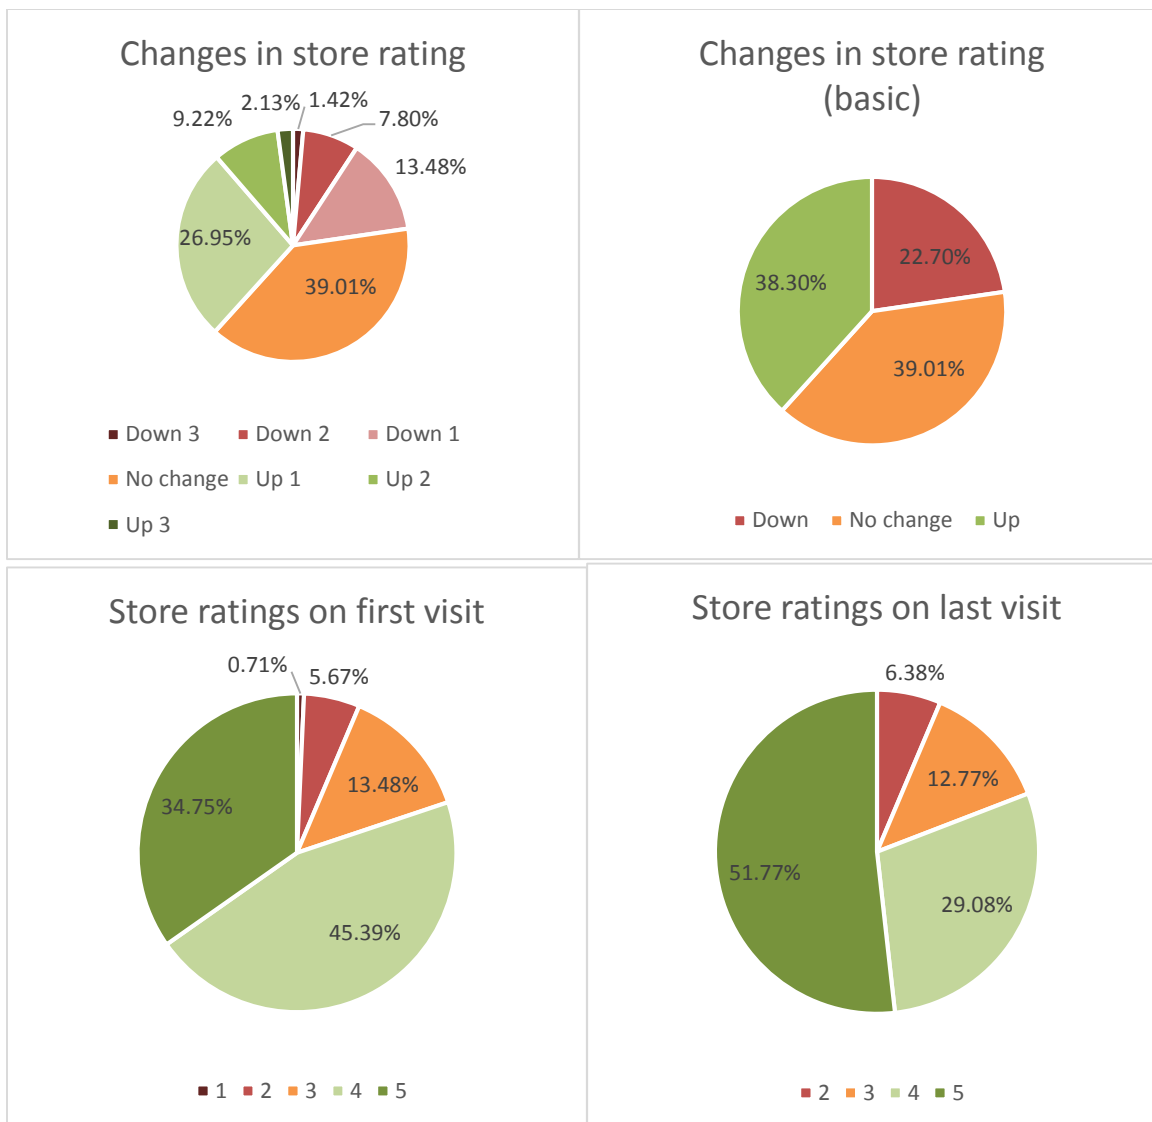 Changes in store rating
2.13%
1.42%
9.22%
7.80%
13.48%
26.95%
39.01%
Down 3
Down 2
Down 1
No change
Up 1
Up 2
Up 3
Changes in store rating
(basic)
22.70%
38.30%
39.01%
Down
No change
Up
Store ratings on first visit
0.71%
5.67%
13.48%
34.75%
45.39%
1
2
3
4
5
Store ratings on last visit
6.38%
12.77%
51.77%
29.08%
2
3
4
5